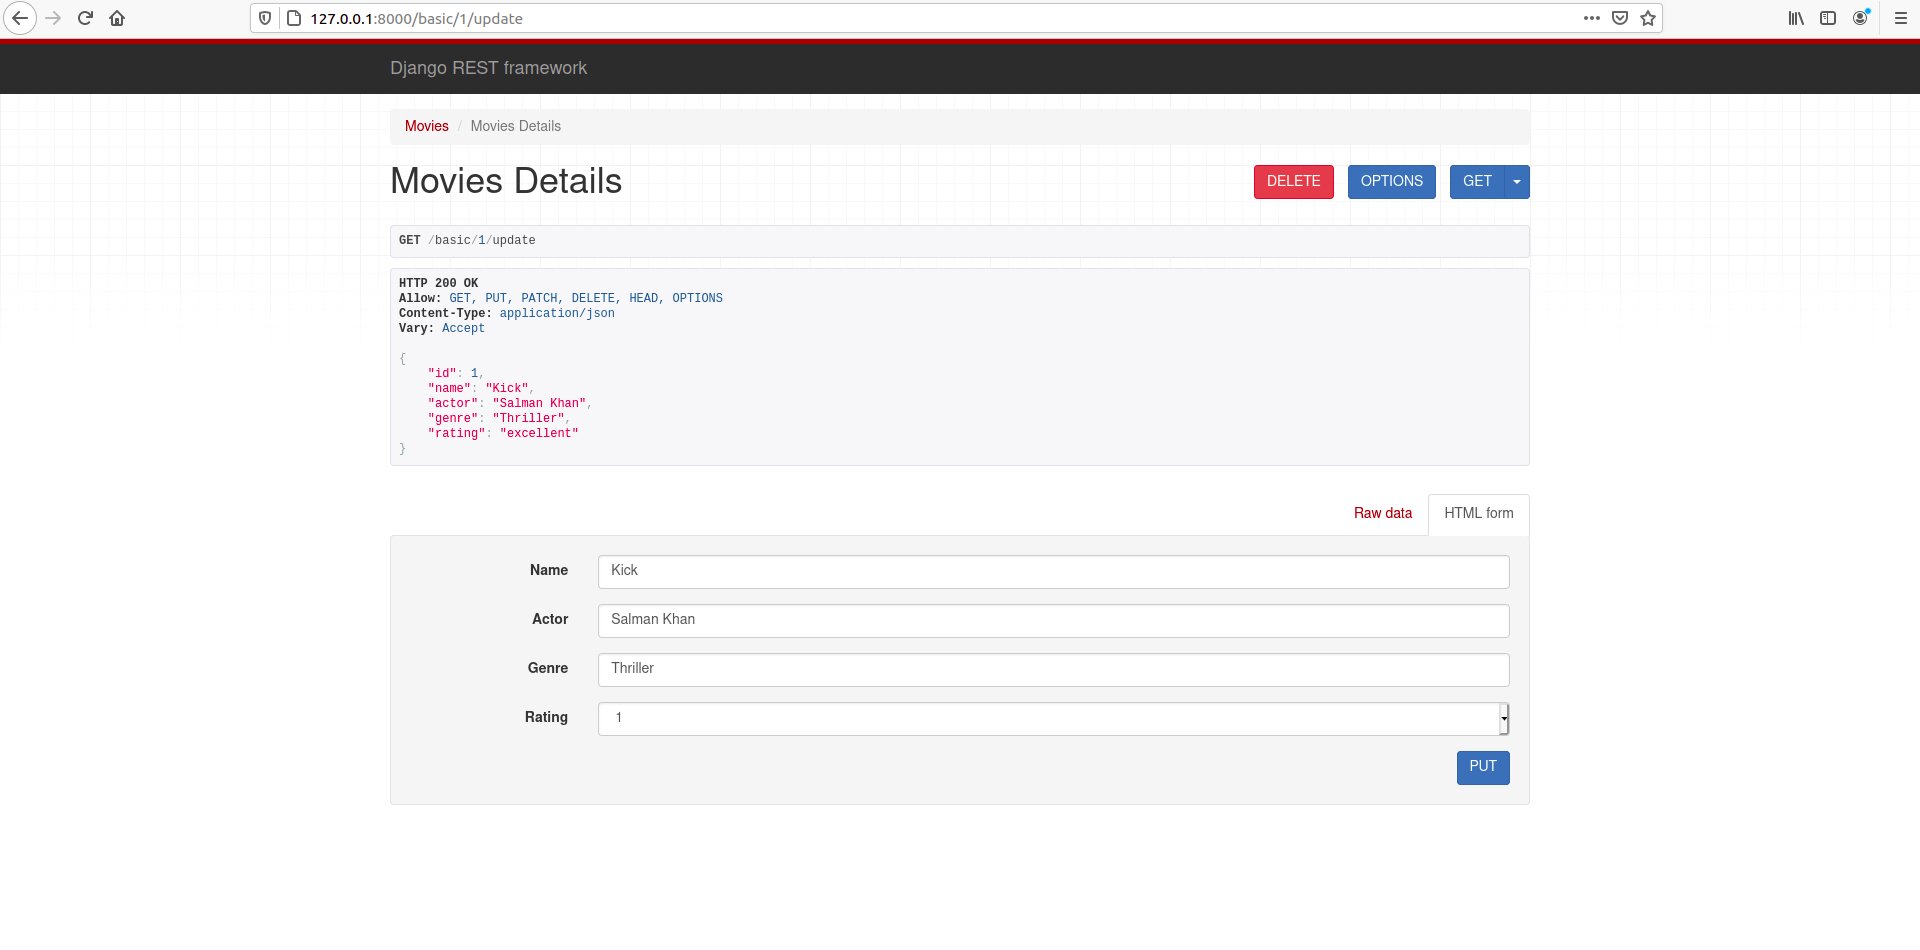 127.0.0.1:8000/basic/1/update
Django REST framework
Movies / Movies Details
Movies Details
DELETE OPTIONS GET
GET /basic/1/update
HTTP 200 OK
Allow: GET, PUT, PATCH, DELETE, HEAD, OPTIONS
Content-Type: application/json
Vary: Accept
{
    "id": 1,
    "name": "Kick",
    "actor": "Salman Khan",
    "genre": "Thriller",
    "rating": "excellent"
}
Raw data HTML form
Name Kick
Actor Salman Khan
Genre Thriller
Rating 1
PUT